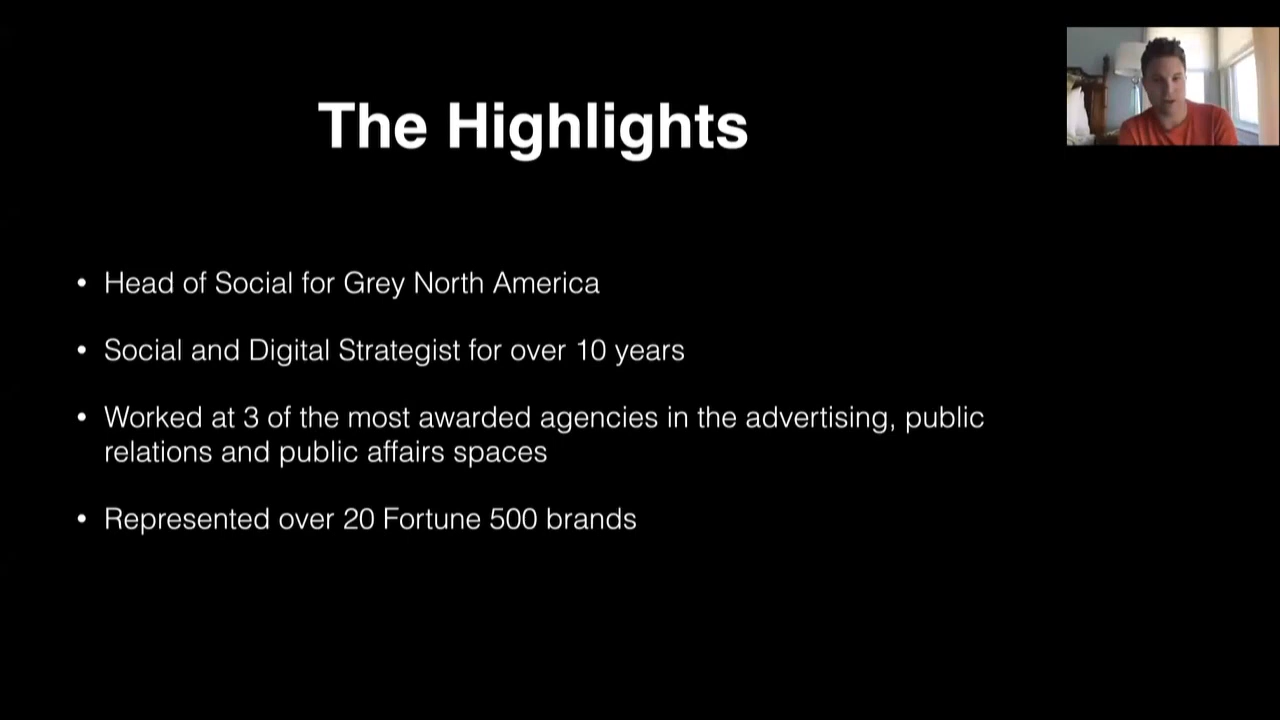 The Highlights
• Head of Social for Grey North America
• Social and Digital Strategist for over 10 years
• Worked at 3 of the most awarded agencies in the advertising, public
relations and public affairs spaces
• Represented over 20 Fortune 500 brands